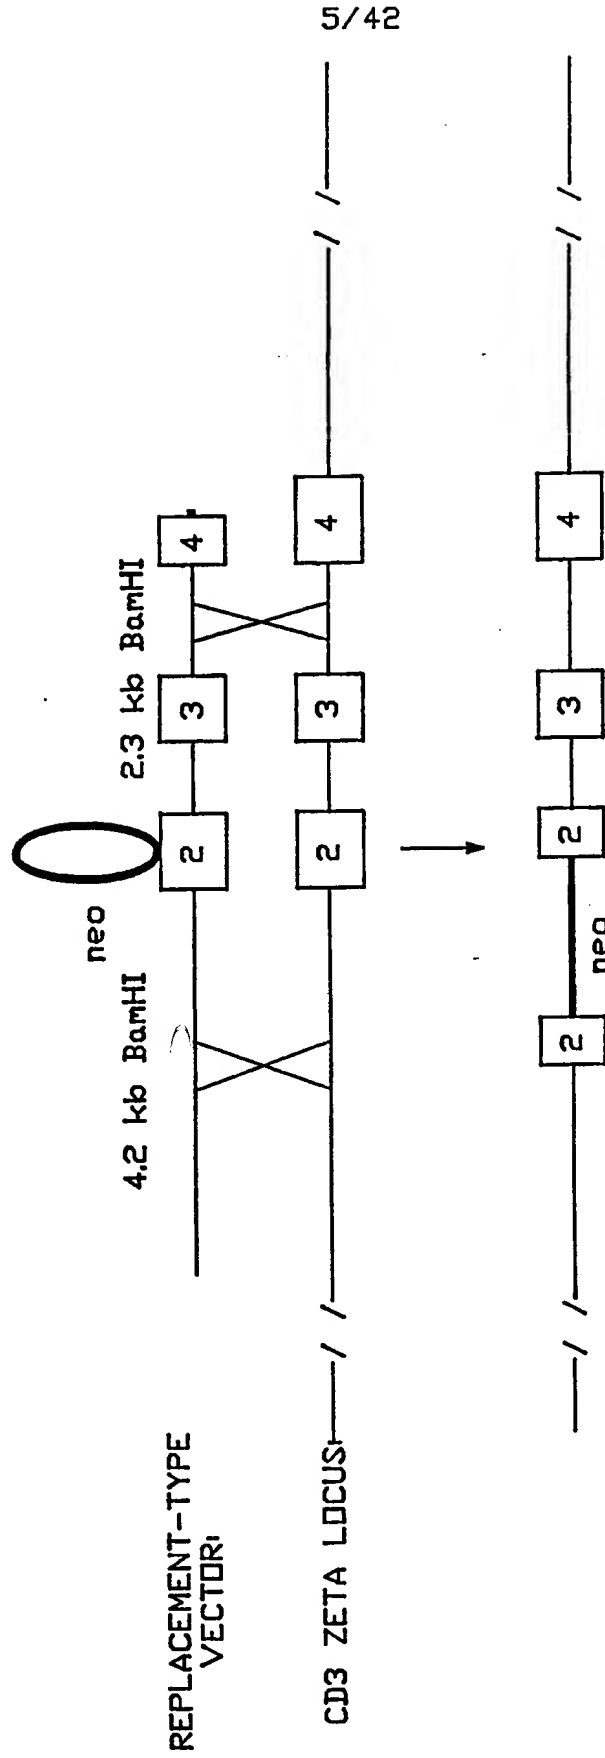 5/42
REPLACEMENT-TYPE
VECTOR:
4.2 kb BamHI
neo
2.3 kb BamHI
2
3
4
CD3 ZETA LOCUS:
2
3
4
2
neo
2
3
4